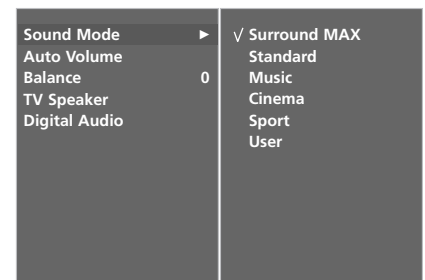 Sound Mode ►
Auto Volume
Balance 0
TV Speaker
Digital Audio
√ Surround MAX
Standard
Music
Cinema
Sport
User